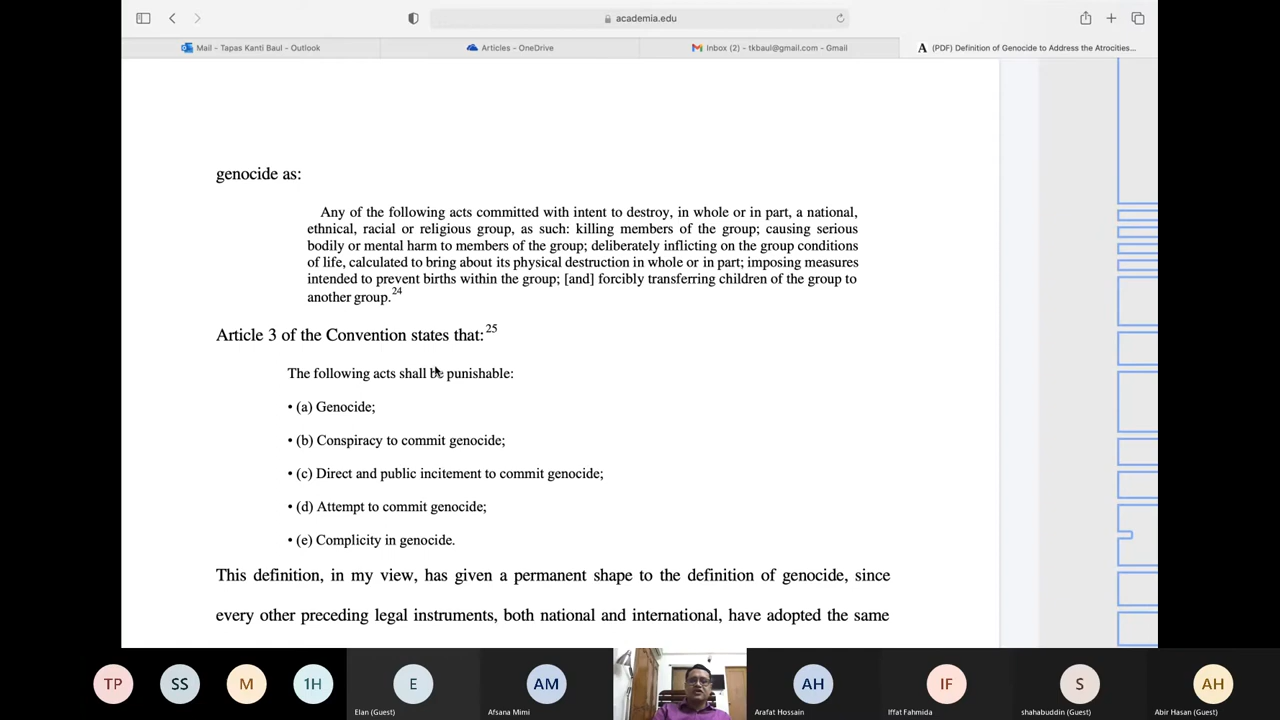 academia.edu
Mail - Tapas Kanti Baul - Outlook
Articles - OneDrive
Inbox (2) - tkbaul@gmail.com - Gmail
A (PDF) Definition of Genocide to Address the Atrocities...
genocide as:
Any of the following acts committed with intent to destroy, in whole or in part, a national,
ethnical, racial or religious group, as such: killing members of the group; causing serious
bodily or mental harm to members of the group; deliberately inflicting on the group conditions
of life, calculated to bring about its physical destruction in whole or in part; imposing measures
intended to prevent births within the group; [and] forcibly transferring children of the group to
another group.24
Article 3 of the Convention states that:25
The following acts shall be punishable:
• (a) Genocide;
• (b) Conspiracy to commit genocide;
• (c) Direct and public incitement to commit genocide;
• (d) Attempt to commit genocide;
• (e) Complicity in genocide.
This definition, in my view, has given a permanent shape to the definition of genocide, since
every other preceding legal instruments, both national and international, have adopted the same
TP SS M 1H E AM AH IF S AH
Elan (Guest) Afsana Mimi Arafat Hossain Iffat Fahmida shahabuddin (Guest) Abir Hasan (Guest)